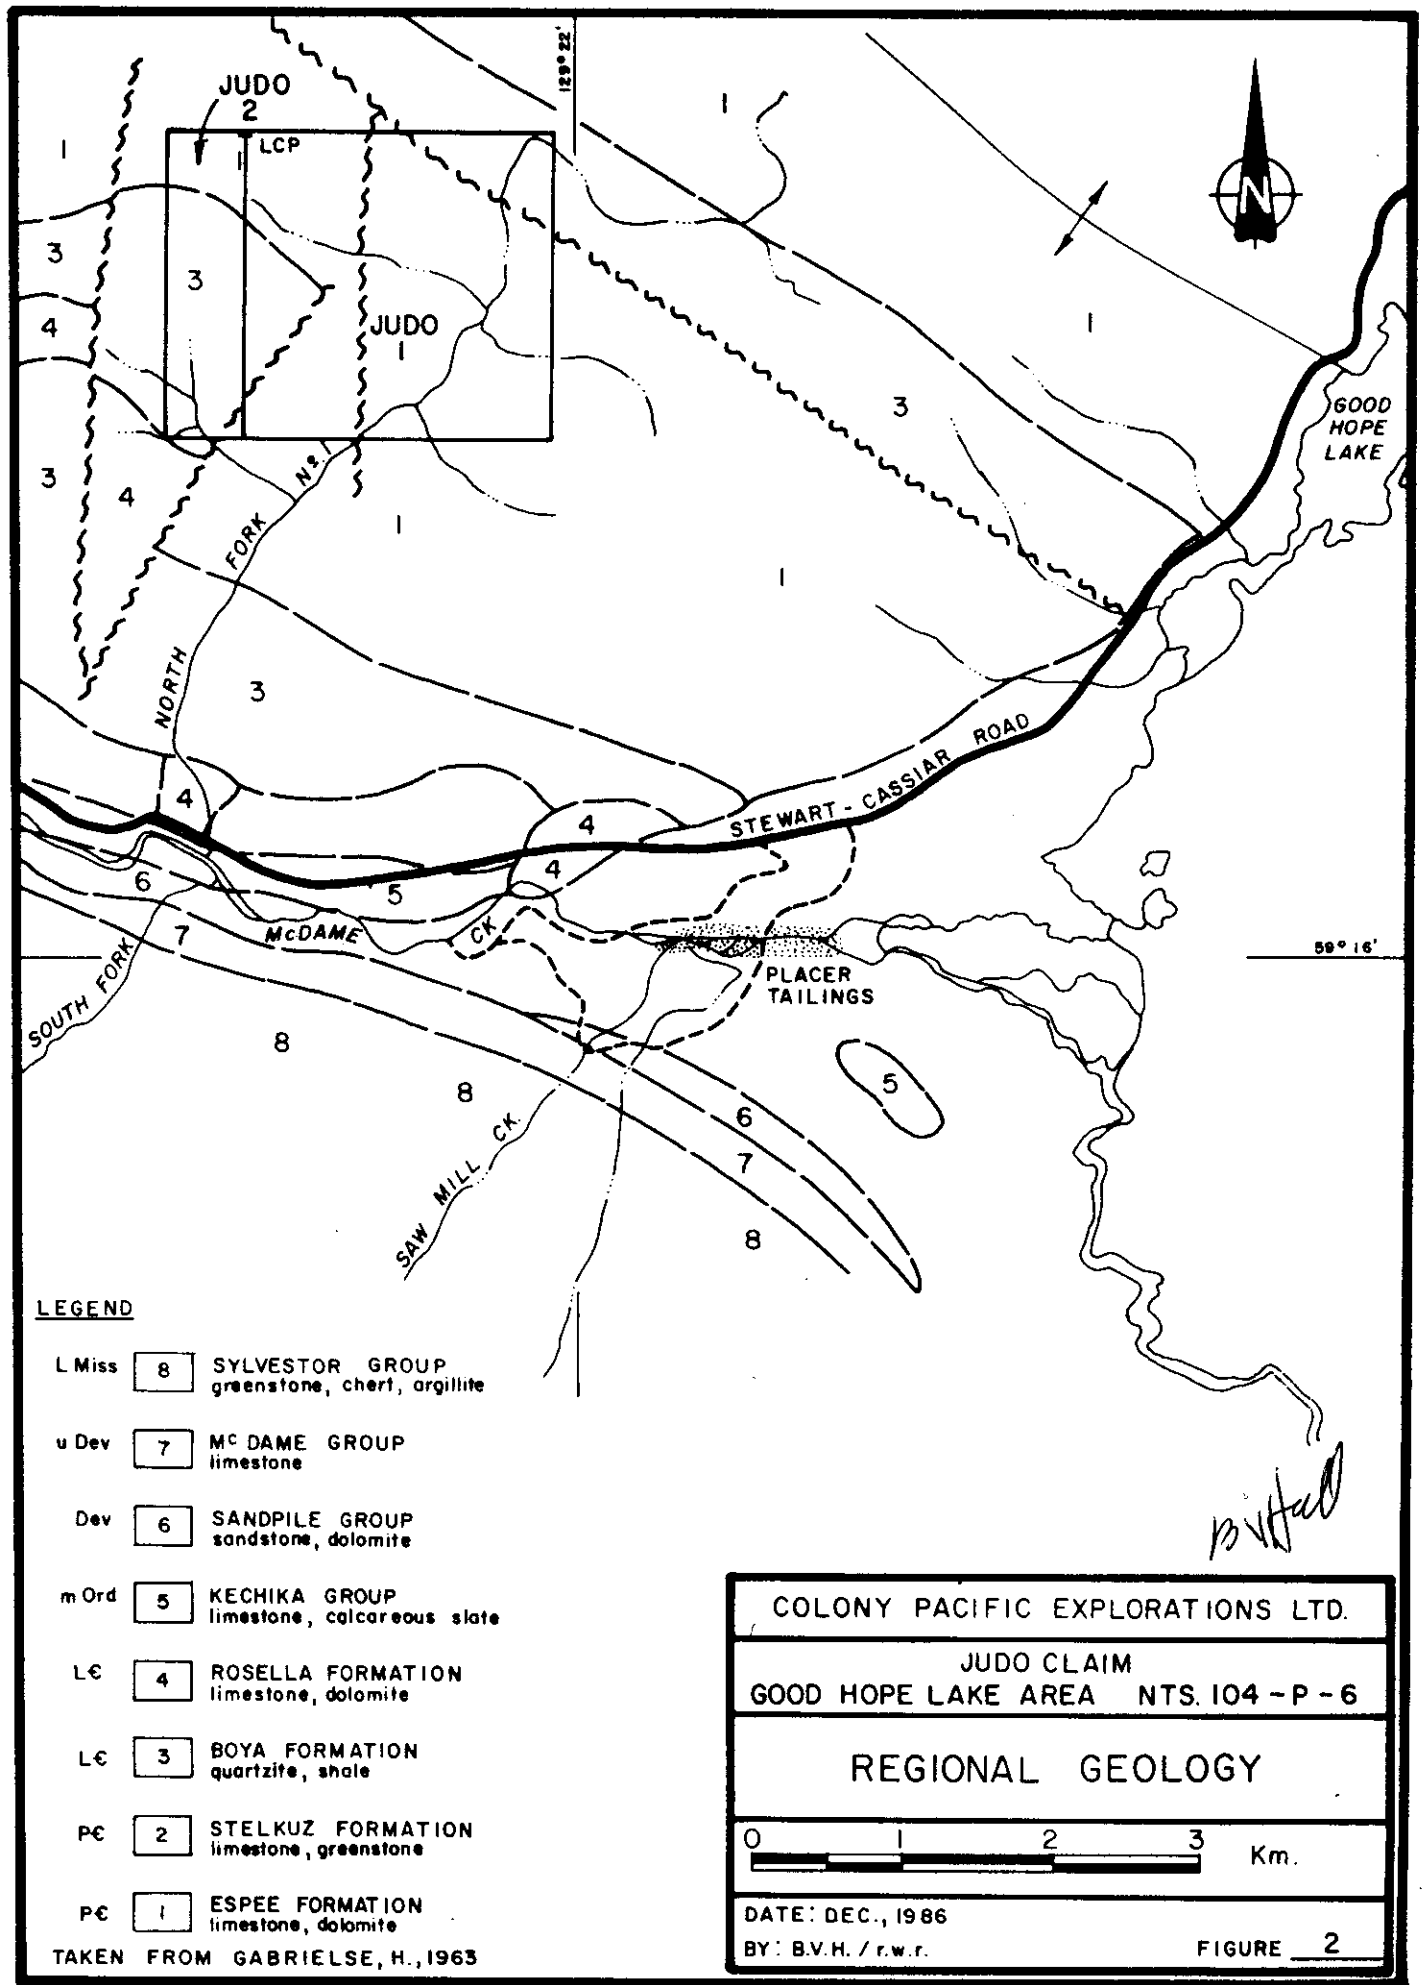 129° 22'
JUDO
2
1
1
LCP
1
3
3
4
JUDO
1
1
3
GOOD
HOPE
LAKE
N
3
4
Nº 1
1
NORTH FORK
1
3
4
4
STEWART - CASSIAR ROAD
4
6
5
7
McDAME CK
59° 16'
PLACER
TAILINGS
SOUTH FORK
8
8
5
6
7
SAW MILL CK.
8
LEGEND
L Miss 8 SYLVESTOR GROUP
greenstone, chert, argillite
u Dev 7 Mc DAME GROUP
limestone
Dev 6 SANDPILE GROUP
sandstone, dolomite
m Ord 5 KECHIKA GROUP
limestone, calcareous slate
L Є 4 ROSELLA FORMATION
limestone, dolomite
L Є 3 BOYA FORMATION
quartzite, shale
P Є 2 STELKUZ FORMATION
limestone, greenstone
P Є 1 ESPEE FORMATION
limestone, dolomite
TAKEN FROM GABRIELSE, H., 1963
COLONY PACIFIC EXPLORATIONS LTD.
JUDO CLAIM
GOOD HOPE LAKE AREA NTS. 104 - P - 6
REGIONAL GEOLOGY
0 1 2 3 Km.
DATE: DEC., 1986
BY: B.V.H. / r.w.r.
FIGURE 2